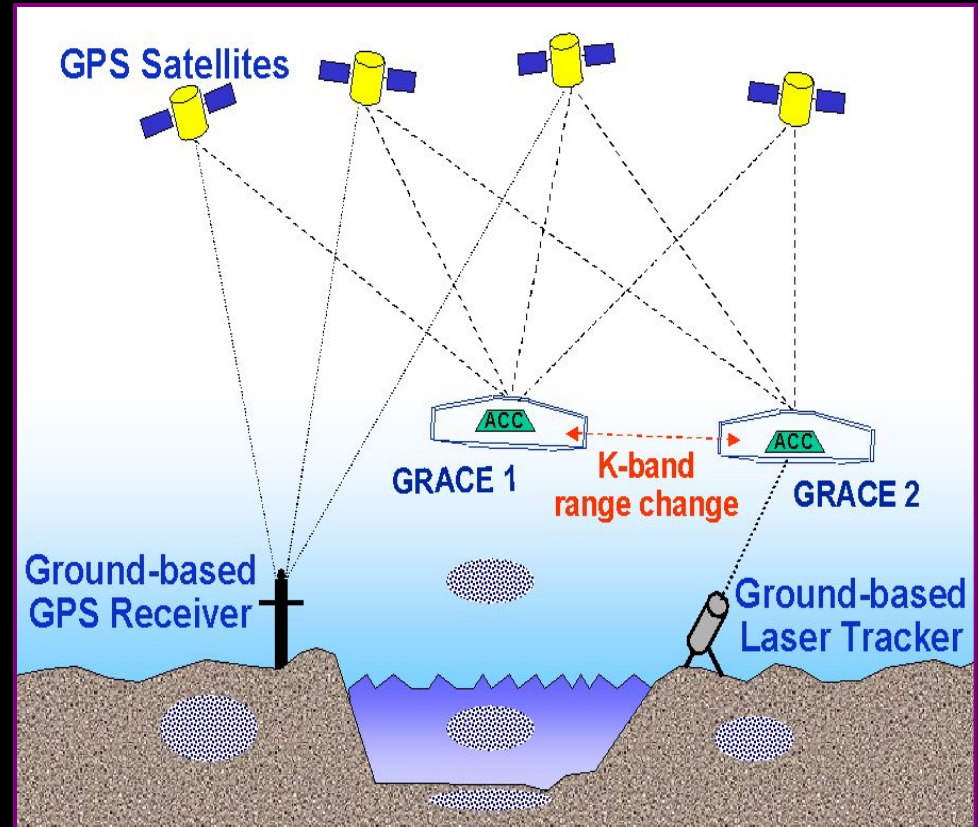 GPS Satellites
ACC
ACC
GRACE 1
K-band
range change
GRACE 2
Ground-based
GPS Receiver
Ground-based
Laser Tracker